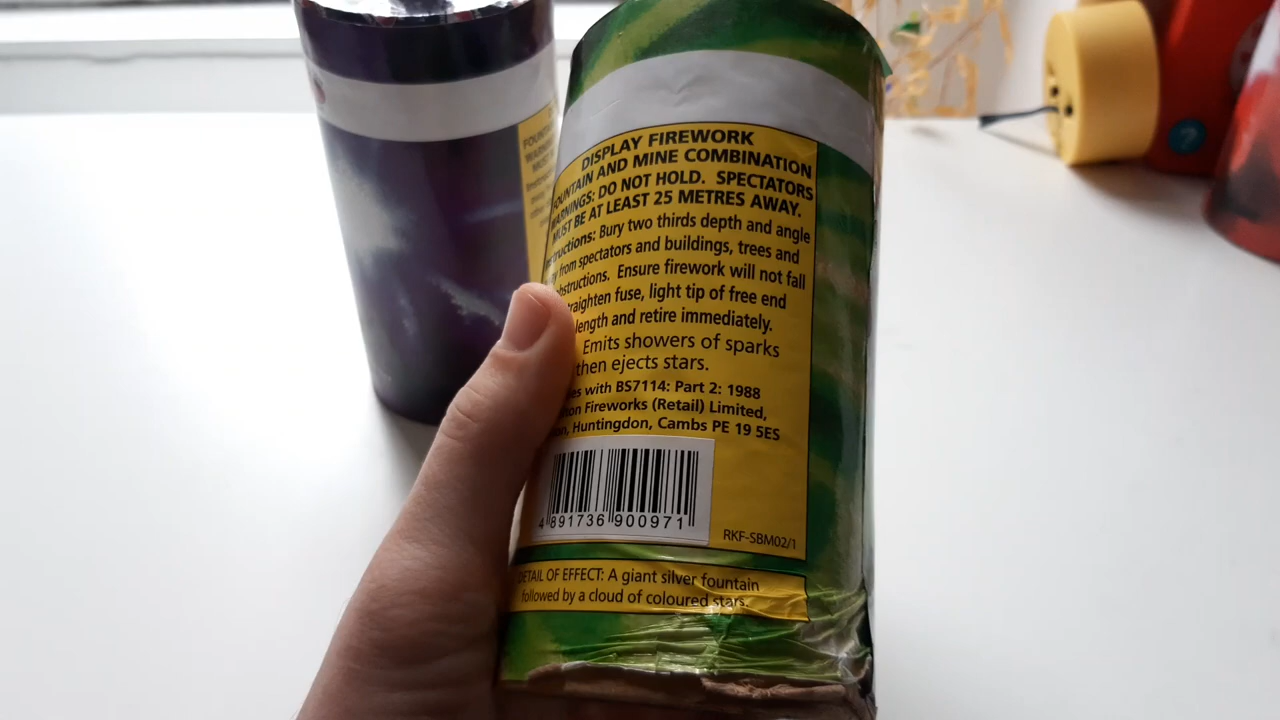 DISPLAY FIREWORK
FOUNTAIN AND MINE COMBINATION
WARNINGS: DO NOT HOLD. SPECTATORS
MUST BE AT LEAST 25 METRES AWAY.
Instructions: Bury two thirds depth and angle
from spectators and buildings, trees and
obstructions. Ensure firework will not fall
straighten fuse, light tip of free end
length and retire immediately.
Emits showers of sparks
then ejects stars.
with BS7114: Part 2: 1988
Fireworks (Retail) Limited,
Huntingdon, Cambs PE 19 5ES
4 891736 900971
RKF-SBM02/1
DETAIL OF EFFECT: A giant silver fountain
followed by a cloud of coloured stars.
?